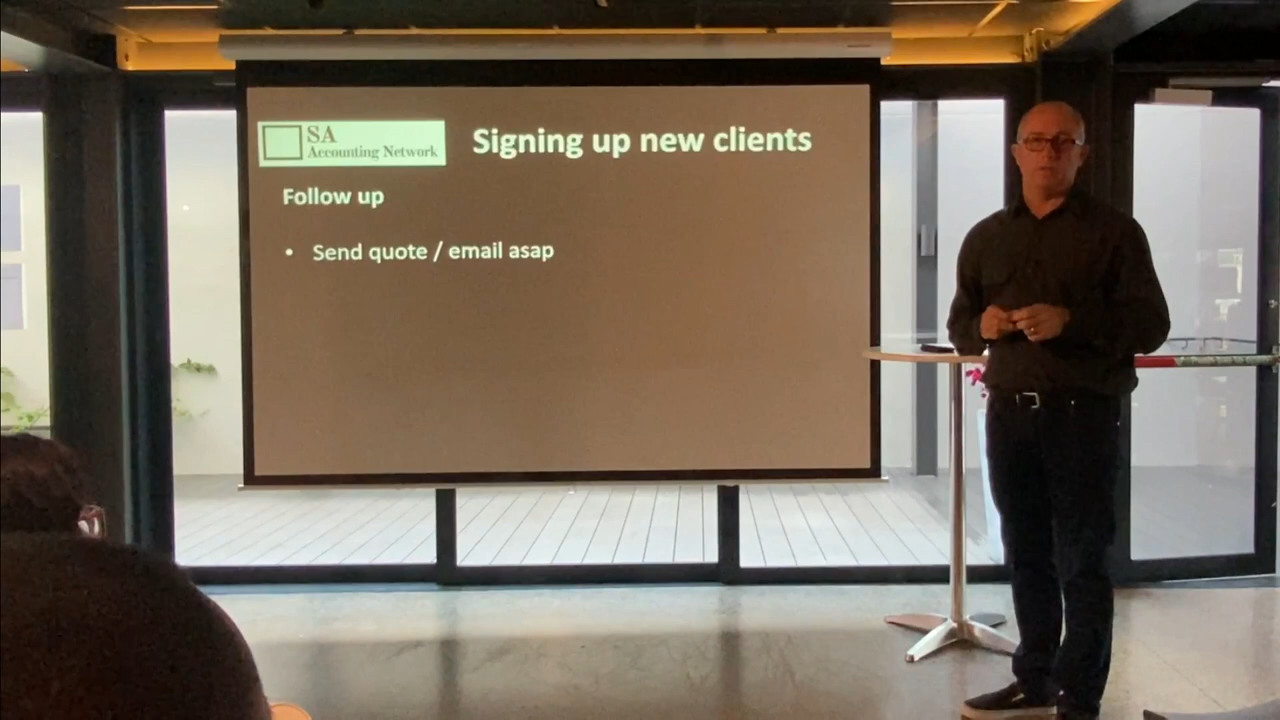 SA
Accounting Network
Signing up new clients
Follow up
• Send quote / email asap